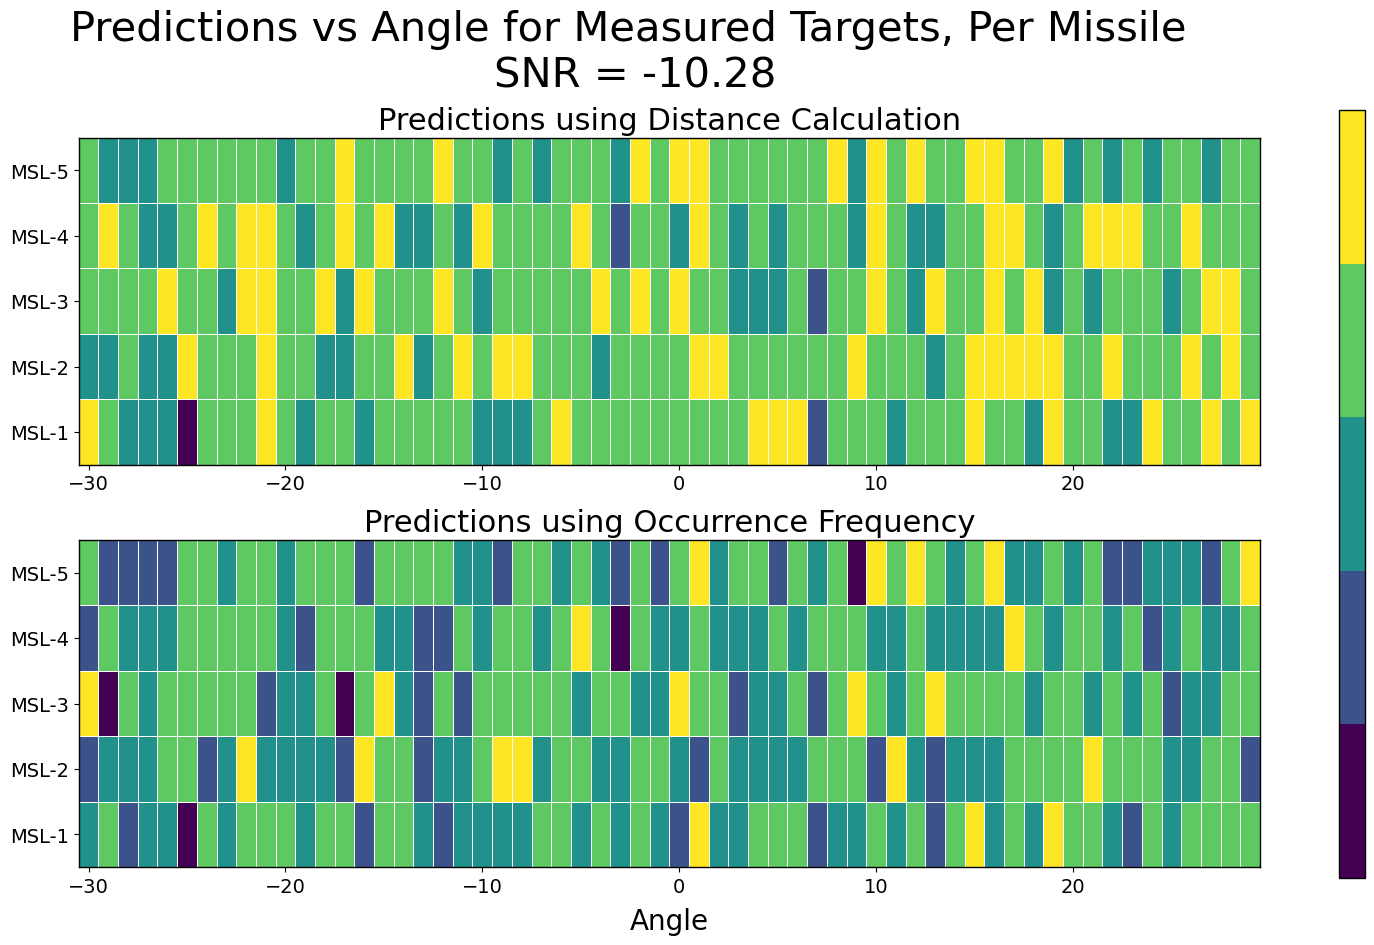 Predictions vs Angle for Measured Targets, Per Missile
SNR = -10.28
Predictions using Distance Calculation
MSL-5
MSL-4
MSL-3
MSL-2
MSL-1
−30 −20 −10 0 10 20
Predictions using Occurrence Frequency
MSL-5
MSL-4
MSL-3
MSL-2
MSL-1
−30 −20 −10 0 10 20
Angle